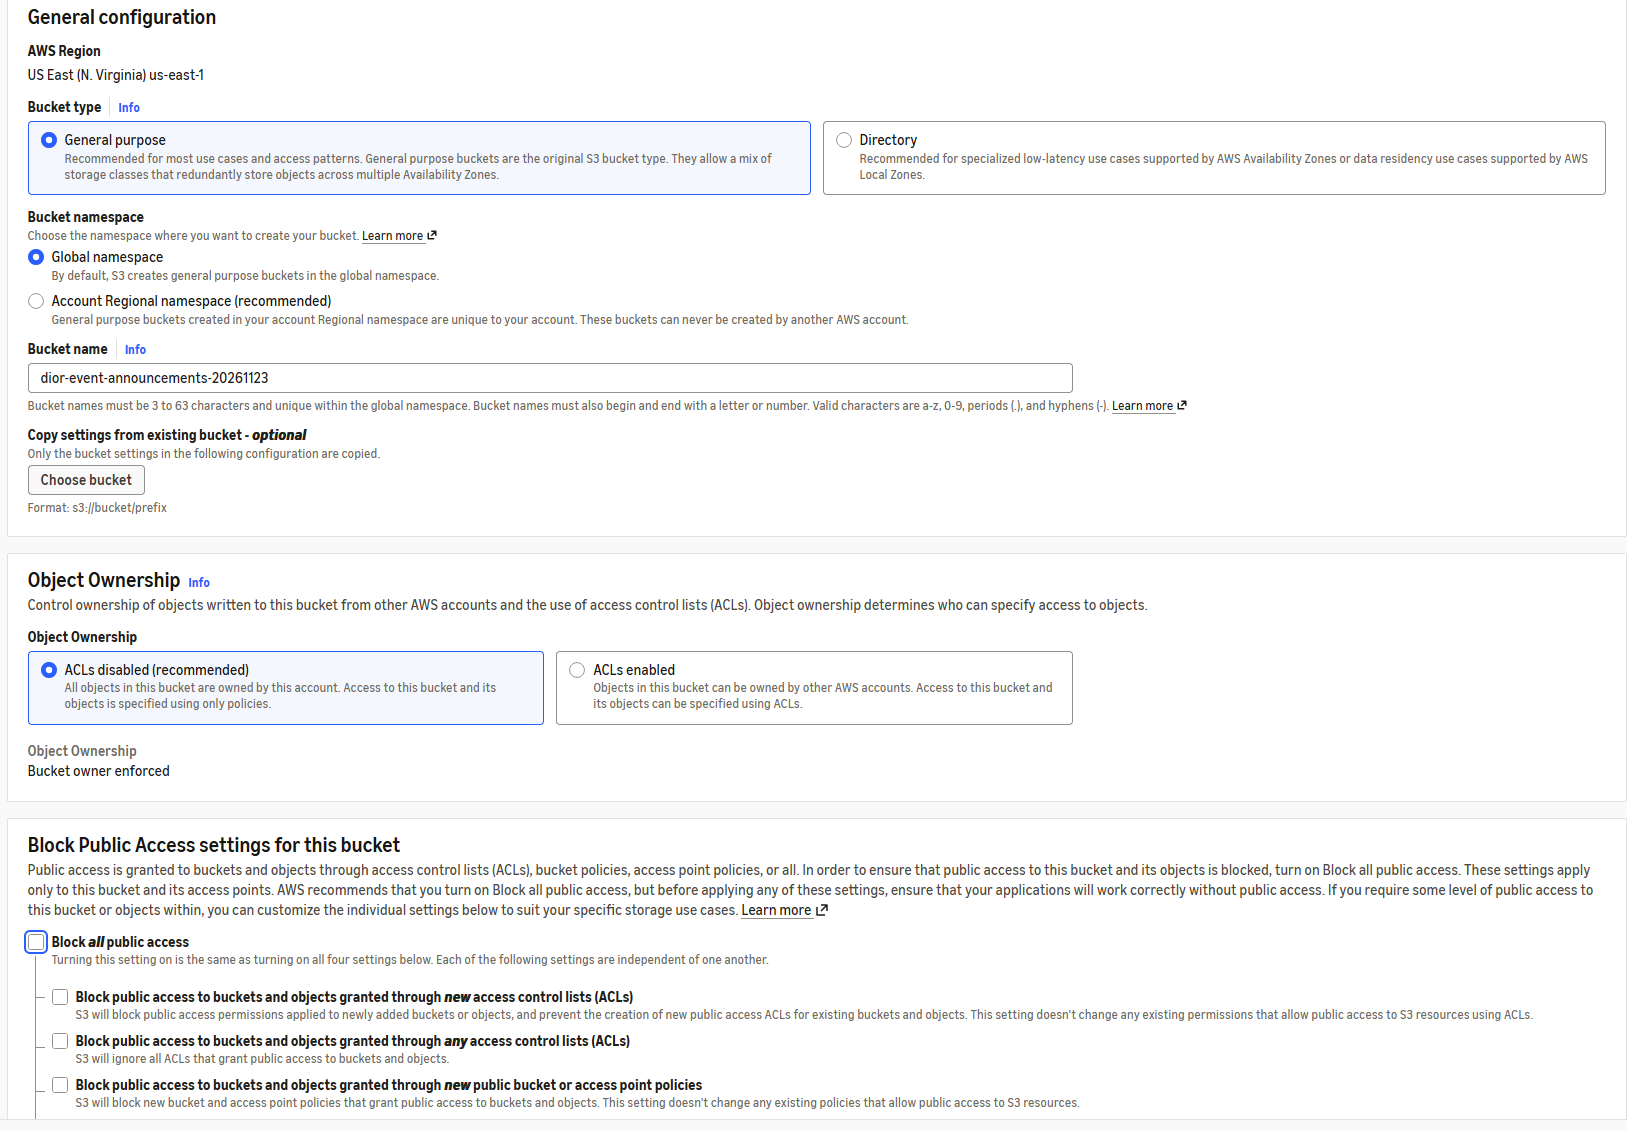 General configuration
AWS Region
US East (N. Virginia) us-east-1
Bucket type Info
General purpose
Recommended for most use cases and access patterns. General purpose buckets are the original S3 bucket type. They allow a mix of
storage classes that redundantly store objects across multiple Availability Zones.
Directory
Recommended for specialized low-latency use cases supported by AWS Availability Zones or data residency use cases supported by AWS
Local Zones.
Bucket namespace
Choose the namespace where you want to create your bucket. Learn more
Global namespace
By default, S3 creates general purpose buckets in the global namespace.
Account Regional namespace (recommended)
General purpose buckets created in your account Regional namespace are unique to your account. These buckets can never be created by another AWS account.
Bucket name Info
dior-event-announcements-20261123
Bucket names must be 3 to 63 characters and unique within the global namespace. Bucket names must also begin and end with a letter or number. Valid characters are a-z, 0-9, periods (.), and hyphens (-). Learn more
Copy settings from existing bucket - optional
Only the bucket settings in the following configuration are copied.
Choose bucket
Format: s3://bucket/prefix
Object Ownership Info
Control ownership of objects written to this bucket from other AWS accounts and the use of access control lists (ACLs). Object ownership determines who can specify access to objects.
Object Ownership
ACLs disabled (recommended)
All objects in this bucket are owned by this account. Access to this bucket and its
objects is specified using only policies.
ACLs enabled
Objects in this bucket can be owned by other AWS accounts. Access to this bucket and
its objects can be specified using ACLs.
Object Ownership
Bucket owner enforced
Block Public Access settings for this bucket
Public access is granted to buckets and objects through access control lists (ACLs), bucket policies, access point policies, or all. In order to ensure that public access to this bucket and its objects is blocked, turn on Block all public access. These settings apply
only to this bucket and its access points. AWS recommends that you turn on Block all public access, but before applying any of these settings, ensure that your applications will work correctly without public access. If you require some level of public access to
this bucket or objects within, you can customize the individual settings below to suit your specific storage use cases. Learn more
Block all public access
Turning this setting on is the same as turning on all four settings below. Each of the following settings are independent of one another.
Block public access to buckets and objects granted through new access control lists (ACLs)
S3 will block public access permissions applied to newly added buckets or objects, and prevent the creation of new public access ACLs for existing buckets and objects. This setting doesn't change any existing permissions that allow public access to S3 resources using ACLs.
Block public access to buckets and objects granted through any access control lists (ACLs)
S3 will ignore all ACLs that grant public access to buckets and objects.
Block public access to buckets and objects granted through new public bucket or access point policies
S3 will block new bucket and access point policies that grant public access to buckets and objects. This setting doesn't change any existing policies that allow public access to S3 resources.